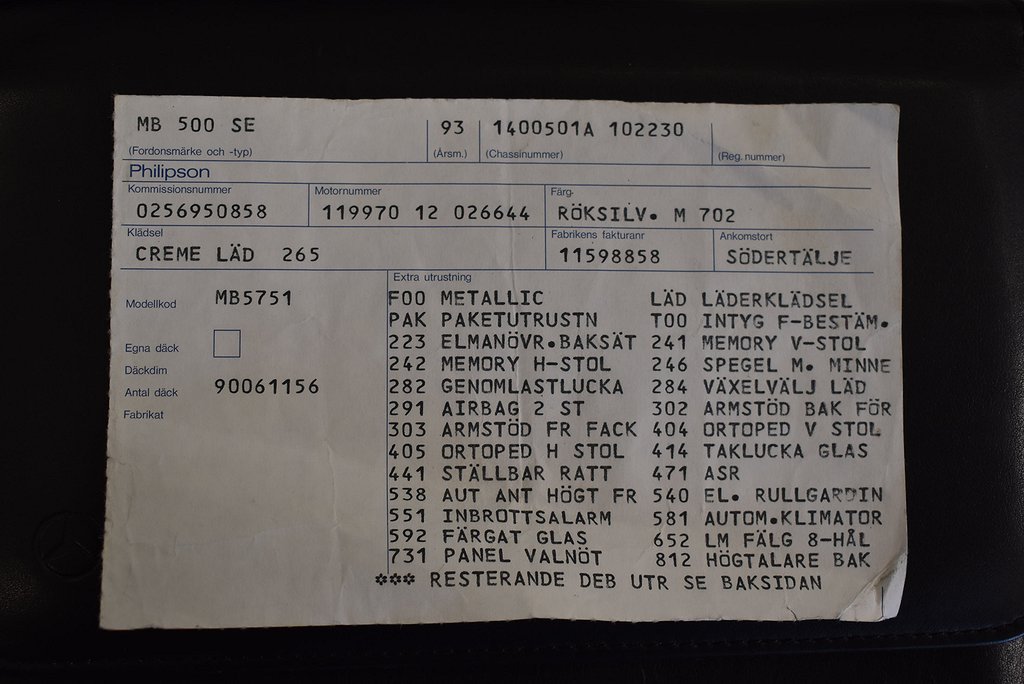 MB 500 SE 93 1400501A 102230
(Fordonsmärke och -typ) (Årsm.) (Chassinummer) (Reg. nummer)
Philipson
Kommissionsnummer Motornummer Färg
0256950858 119970 12 026644 RÖKSILV. M 702
Klädsel Fabrikens fakturanr Ankomstort
CREME LÄD 265 11598858 SÖDERTÄLJE
Extra utrustning
Modellkod MB5751 F00 METALLIC LÄD LÄDERKLÄDSEL
PAK PAKETUTRUSTN T00 INTYG F-BESTÄM.
Egna däck 223 ELMANÖVR.BAKSÄT 241 MEMORY V-STOL
Däckdim 242 MEMORY H-STOL 246 SPEGEL M. MINNE
Antal däck 90061156 282 GENOMLASTLUCKA 284 VÄXELVÄLJ LÄD
Fabrikat 291 AIRBAG 2 ST 302 ARMSTÖD BAK FÖR
303 ARMSTÖD FR FACK 404 ORTOPED V STOL
405 ORTOPED H STOL 414 TAKLUCKA GLAS
441 STÄLLBAR RATT 471 ASR
538 AUT ANT HÖGT FR 540 EL. RULLGARDIN
551 INBROTTSALARM 581 AUTOM.KLIMATOR
592 FÄRGAT GLAS 652 LM FÄLG 8-HÅL
731 PANEL VALNÖT 812 HÖGTALARE BAK
*** RESTERANDE DEB UTR SE BAKSIDAN